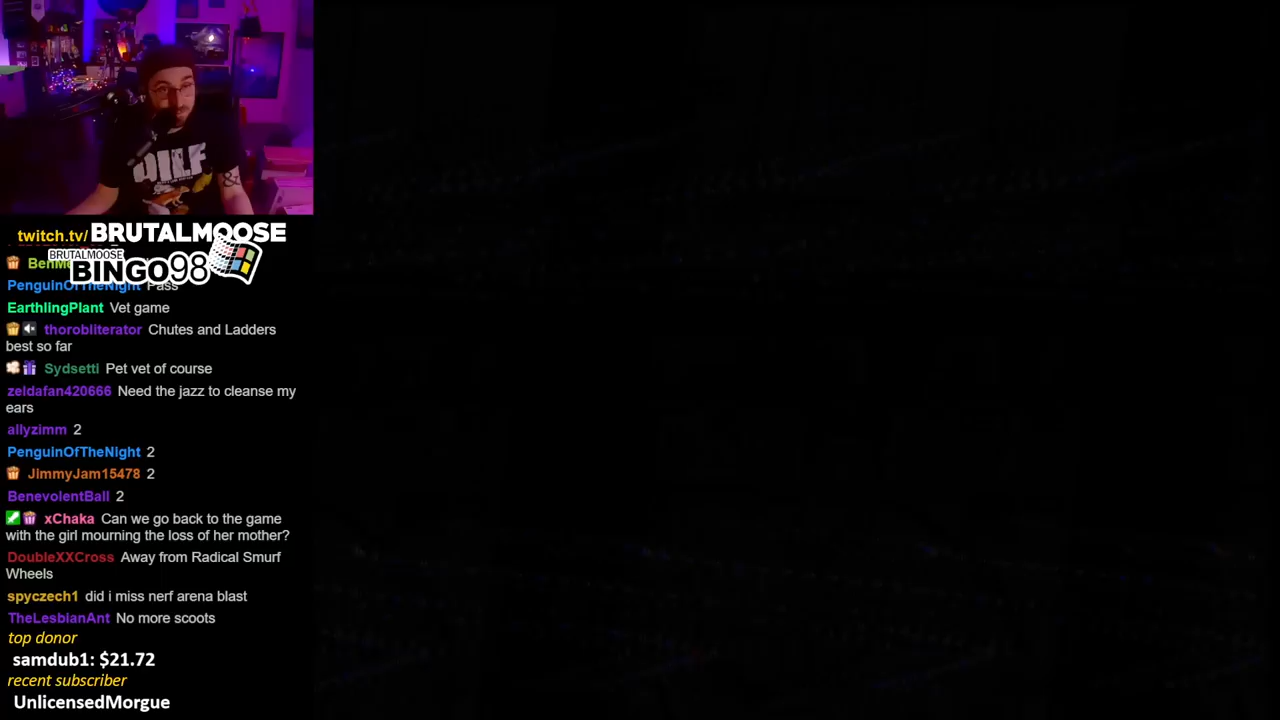 DILF
twitch.tv/BRUTALMOOSE
BRUTALMOOSE
BINGO98
PenguinOfTheNight Pass
EarthlingPlant Vet game
thorobliterator Chutes and Ladders
best so far
Sydsetti Pet vet of course
zeldafan420666 Need the jazz to cleanse my
ears
allyzimm 2
PenguinOfTheNight 2
JimmyJam15478 2
BenevolentBall 2
xChaka Can we go back to the game
with the girl mourning the loss of her mother?
DoubleXXCross Away from Radical Smurf
Wheels
spyczech1 did i miss nerf arena blast
TheLesbianAnt No more scoots
top donor
samdub1: $21.72
recent subscriber
UnlicensedMorgue